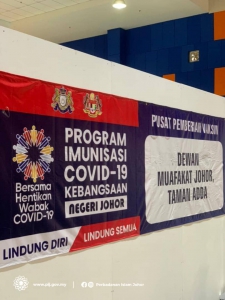 Bersama
Hentikan
Wabak
COVID-19
PROGRAM
IMUNISASI
COVID-19
KEBANGSAAN
NEGERI JOHOR
LINDUNG DIRI
LINDUNG SEMUA
PUSAT PEMBERIAN VAKSIN
DEWAN
MUAFAKAT JOHOR,
TAMAN ADDA